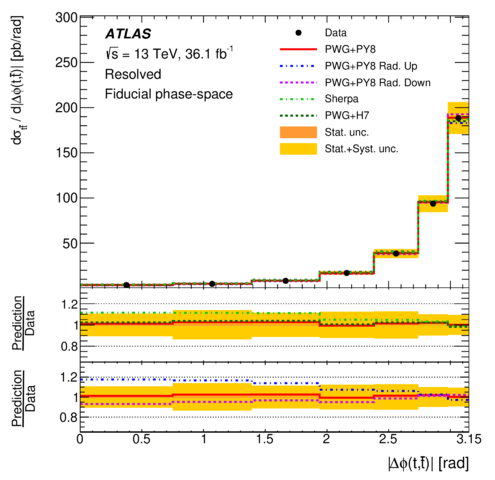 dσ_tt̄ / d|Δφ(t,t̄)| [pb/rad]
300
250
200
150
100
50
ATLAS
√s = 13 TeV, 36.1 fb⁻¹
Resolved
Fiducial phase-space
Data
PWG+PY8
PWG+PY8 Rad. Up
PWG+PY8 Rad. Down
Sherpa
PWG+H7
Stat. unc.
Stat.+Syst. unc.
Prediction
Data
1.2
1
0.8
Prediction
Data
1.2
1
0.8
0 0.5 1 1.5 2 2.5 3.15
|Δφ(t,t̄)| [rad]